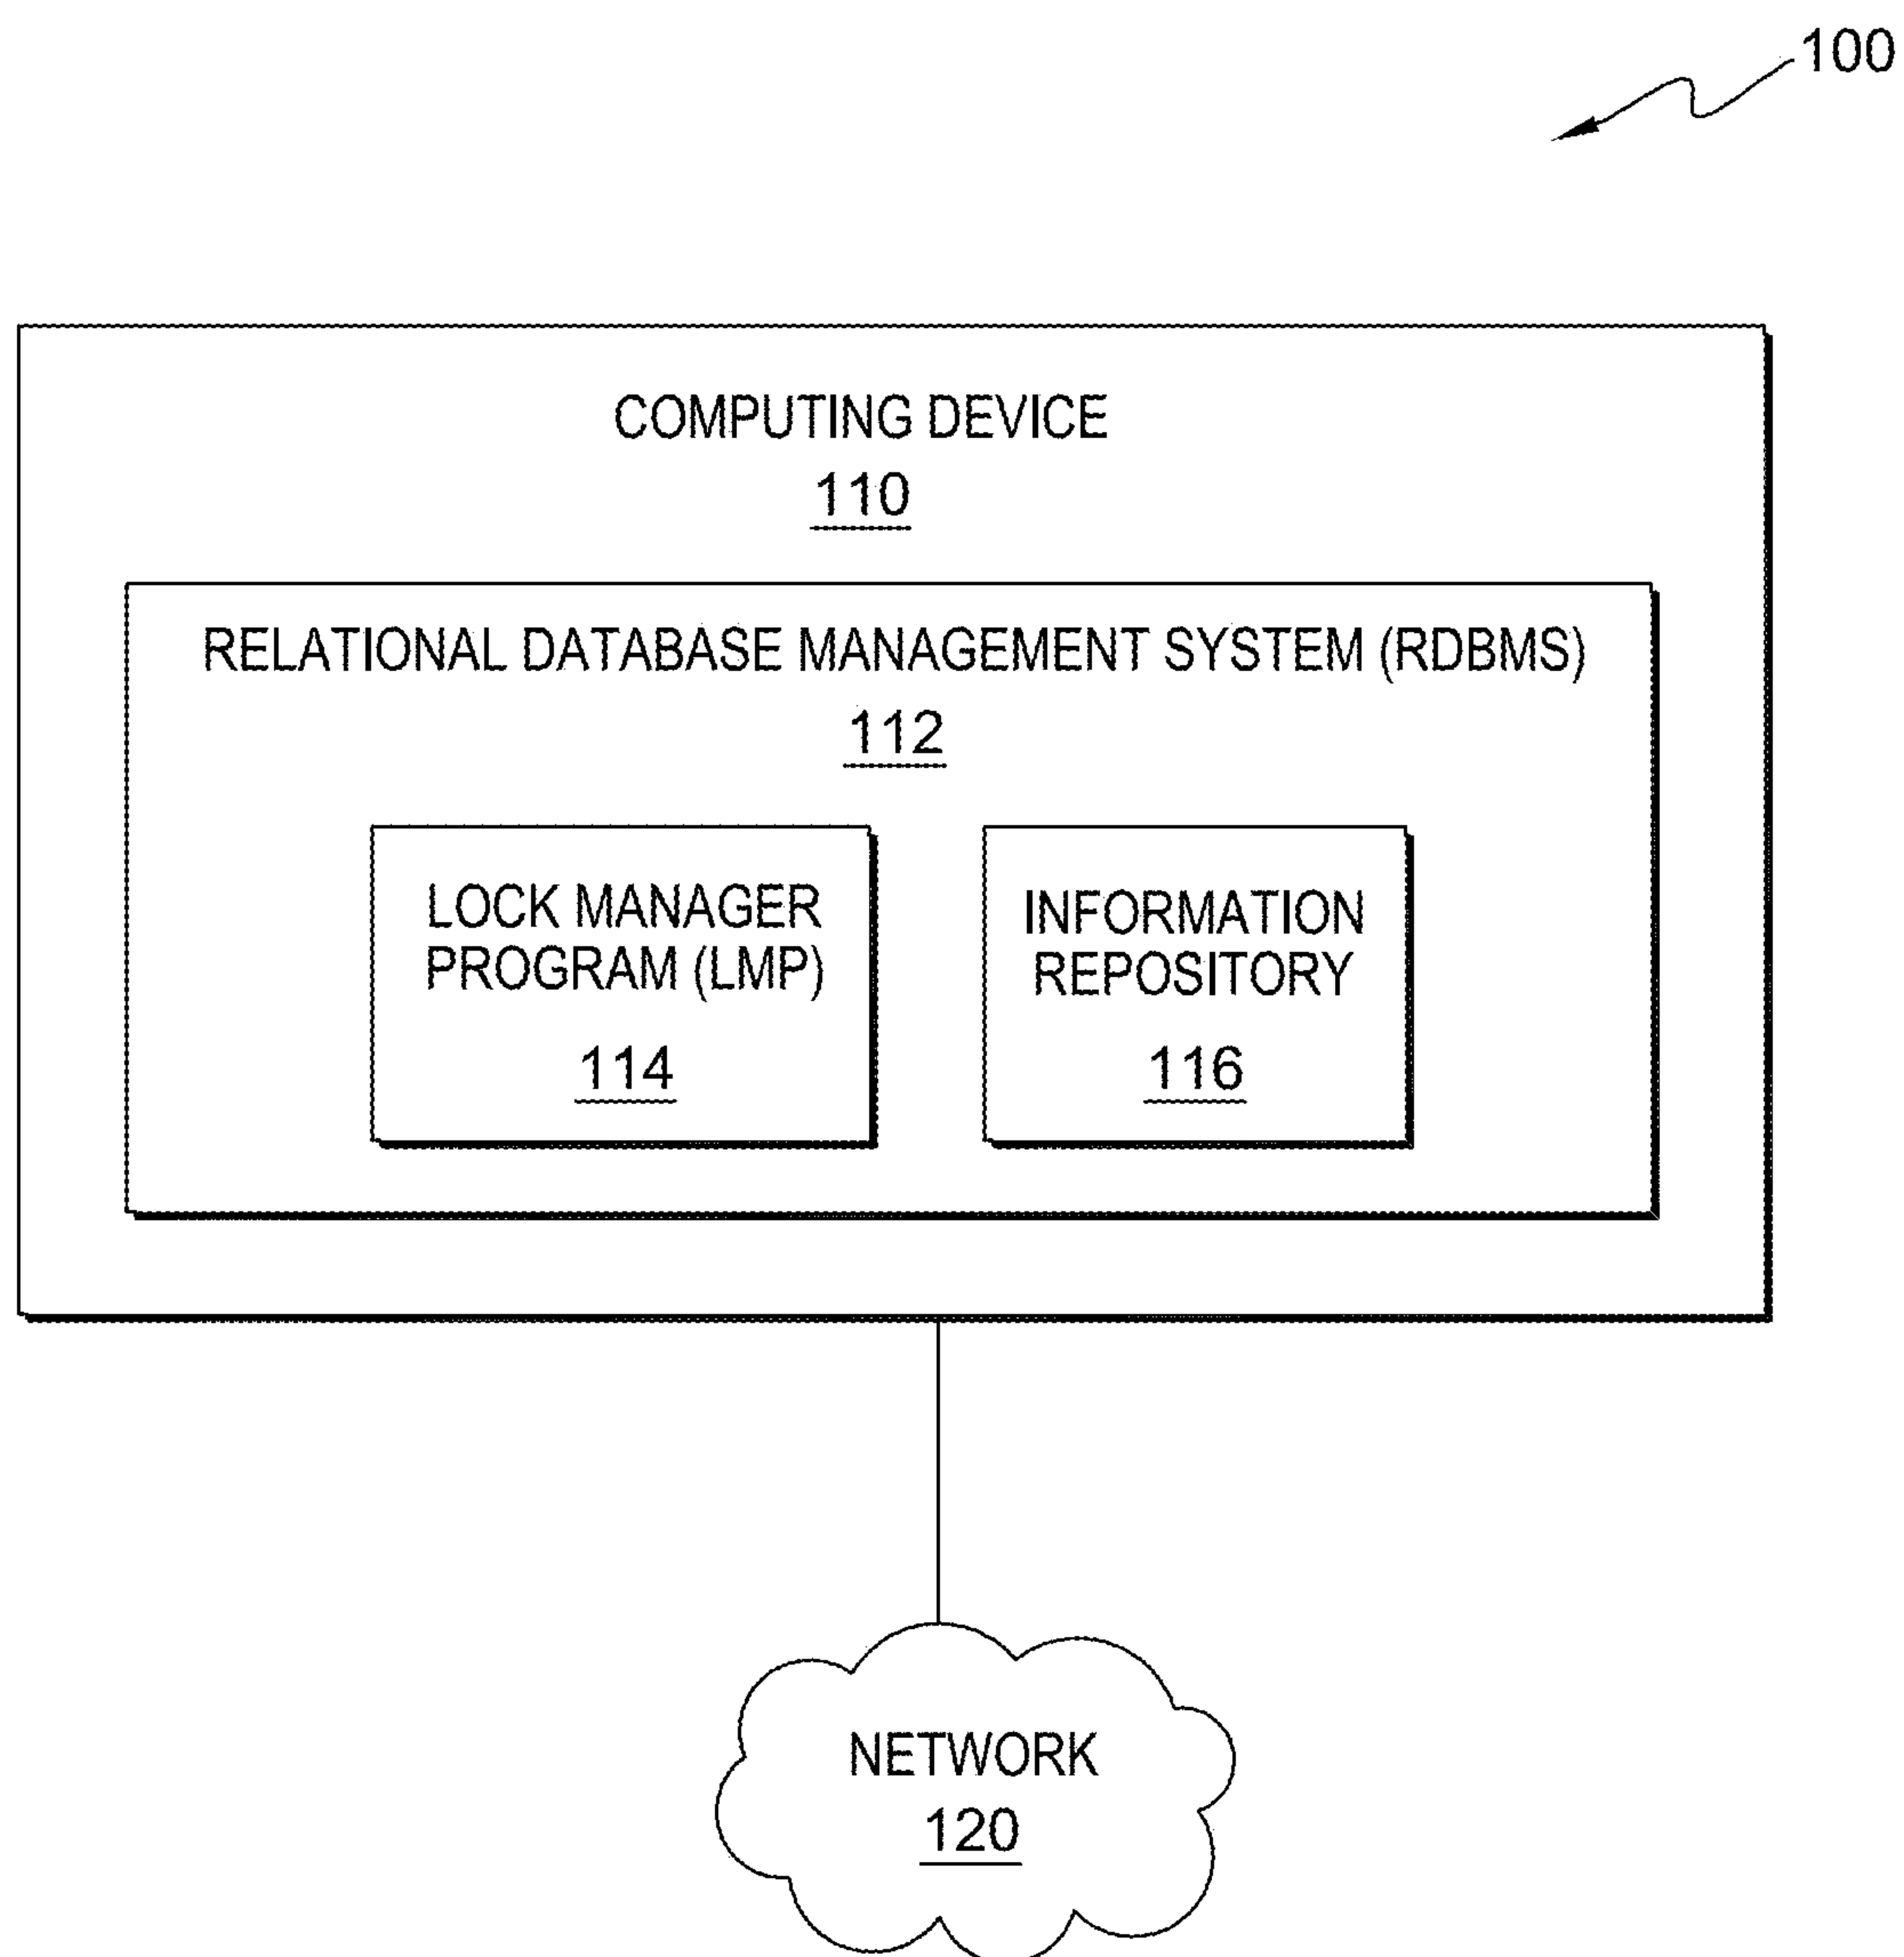 100
COMPUTING DEVICE
110
RELATIONAL DATABASE MANAGEMENT SYSTEM (RDBMS)
112
LOCK MANAGER
PROGRAM (LMP)
114
INFORMATION
REPOSITORY
116
NETWORK
120